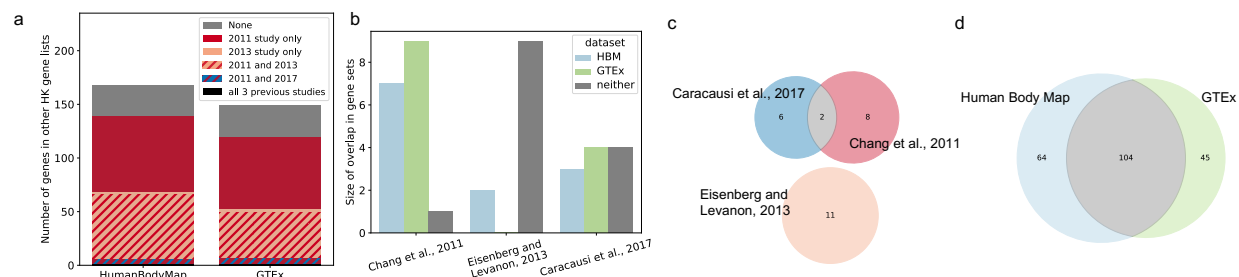 a
Number of genes in other HK gene lists
200
150
100
50
0
HumanBodyMap
GTEx
None
2011 study only
2013 study only
2011 and 2013
2011 and 2017
all 3 previous studies
b
Size of overlap in gene sets
8
6
4
2
0
Chang et al., 2011
Eisenberg and
Levanon, 2013
Caracausi et al., 2017
dataset
HBM
GTEx
neither
c
Caracausi et al., 2017
6
2
8
Chang et al., 2011
Eisenberg and
Levanon, 2013
11
d
Human Body Map
GTEx
64
104
45